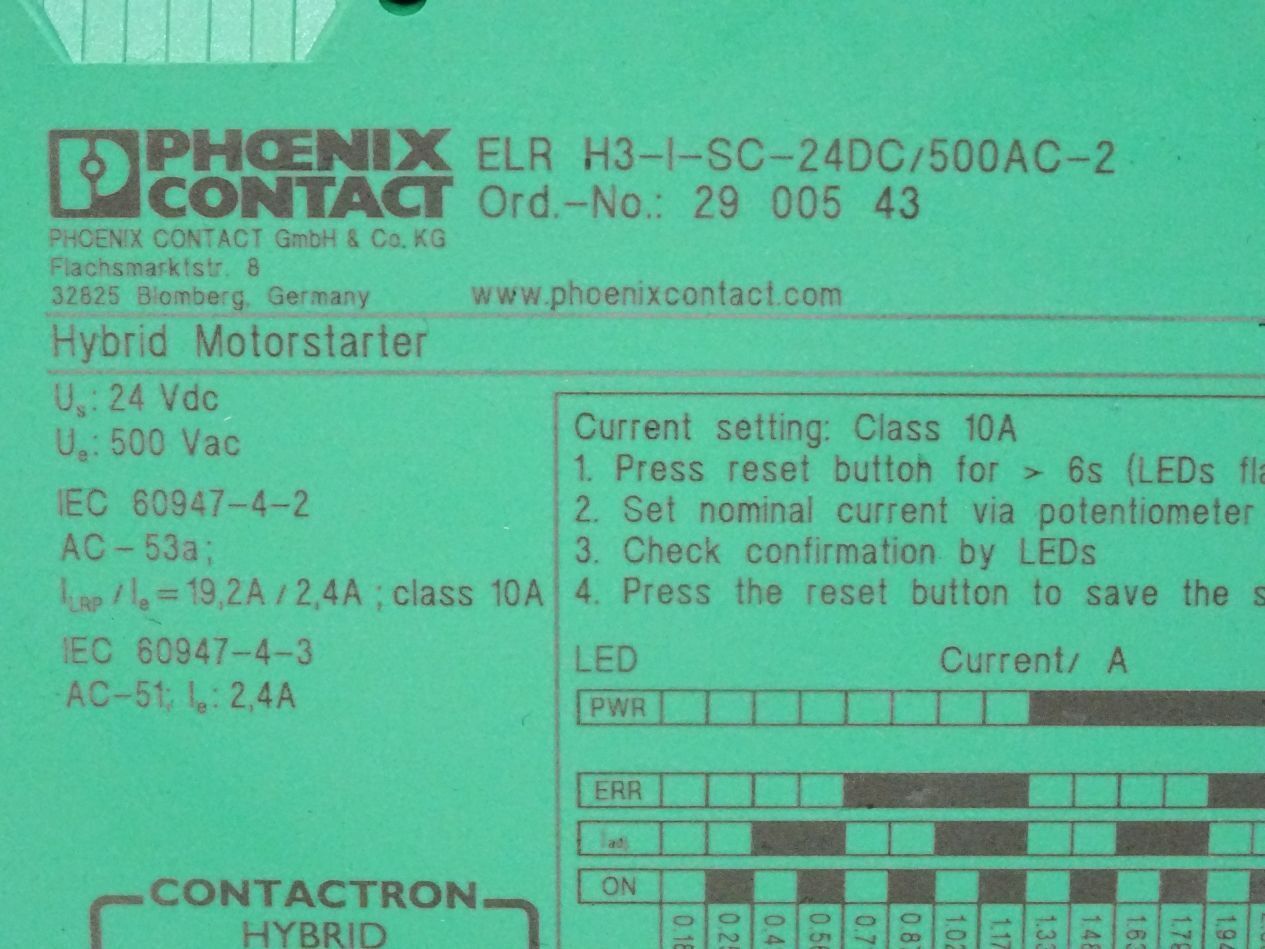 PHŒNIX
CONTACT
ELR H3-I-SC-24DC/500AC-2
Ord.-No.: 29 005 43
PHOENIX CONTACT GmbH & Co. KG
Flachsmarktstr. 8
32825 Blomberg, Germany
www.phoenixcontact.com
Hybrid Motorstarter
Us: 24 Vdc
Ue: 500 Vac
IEC 60947-4-2
AC-53a;
ILRP/Ie=19,2A/2,4A; class 10A
IEC 60947-4-3
AC-51; Ie: 2,4A
Current setting: Class 10A
1. Press reset button for > 6s (LEDs
2. Set nominal current via potentiometer
3. Check confirmation by LEDs
4. Press the reset button to save the
LED Current/ A
PWR
ERR
Iadj
ON
CONTACTRON
HYBRID